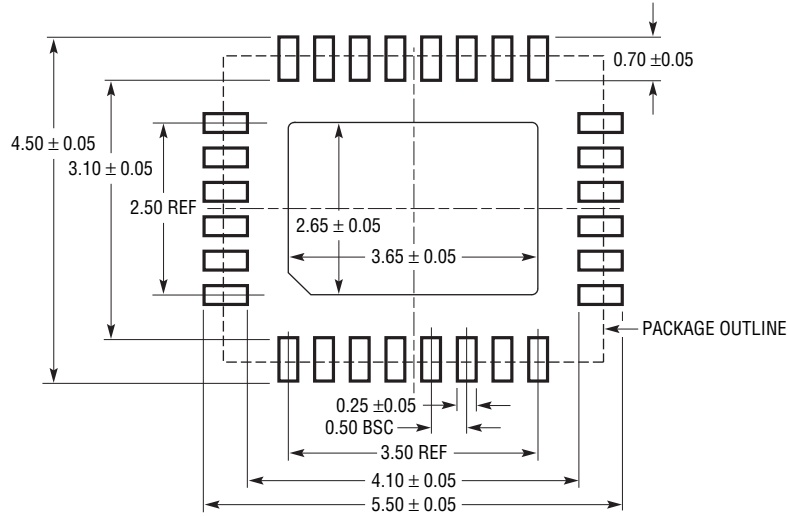 0.70 ±0.05
4.50 ± 0.05
3.10 ± 0.05
2.50 REF
2.65 ± 0.05
3.65 ± 0.05
PACKAGE OUTLINE
0.25 ±0.05
0.50 BSC
3.50 REF
4.10 ± 0.05
5.50 ± 0.05